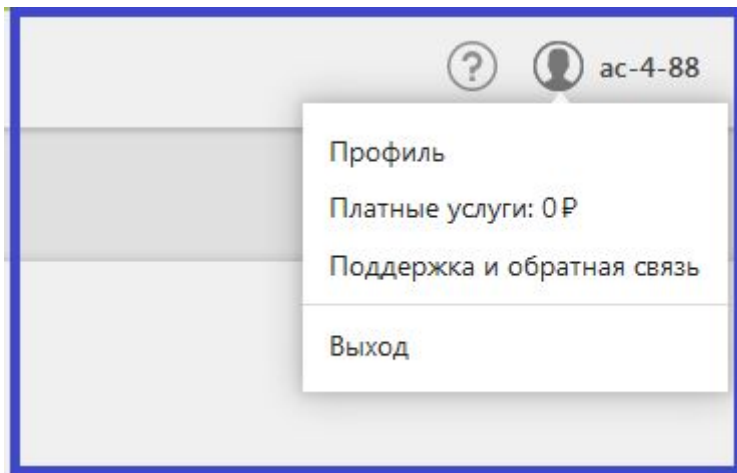 ? ac-4-88
Профиль
Платные услуги: 0 ₽
Поддержка и обратная связь
Выход